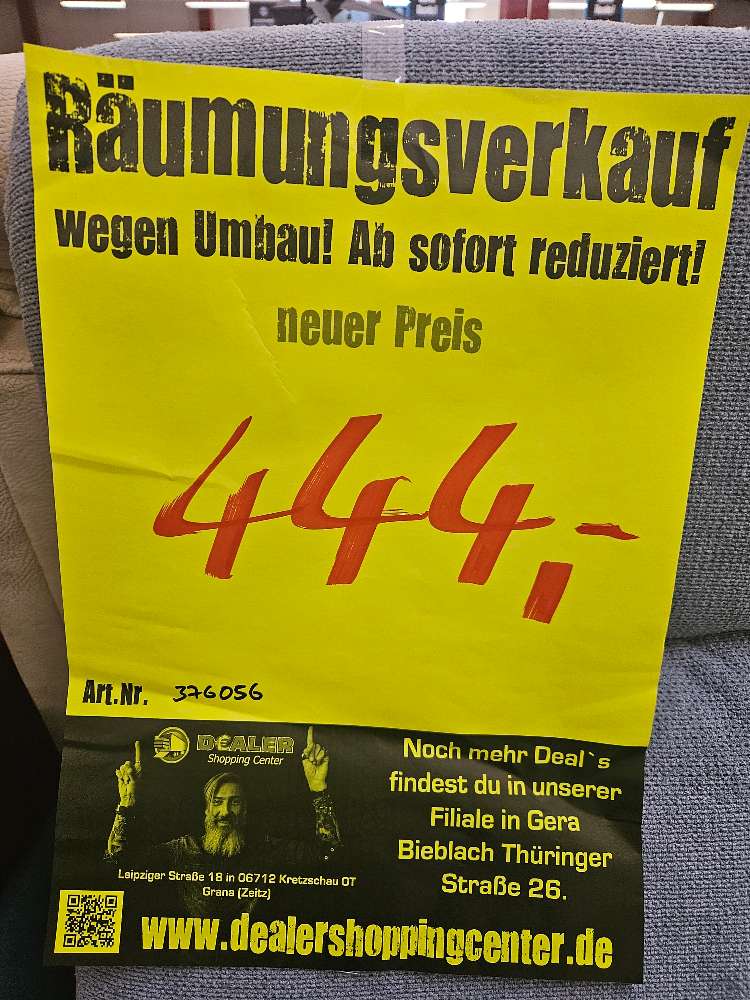 Räumungsverkauf
wegen Umbau! Ab sofort reduziert!
neuer Preis
444,-
Art.Nr. 376056
D€ALER
Shopping Center
Noch mehr Deal`s
findest du in unserer
Filiale in Gera
Bieblach Thüringer
Straße 26.
Leipziger Straße 18 in 06712 Kretzschau OT
Grana (Zeitz)
www.dealershoppingcenter.de